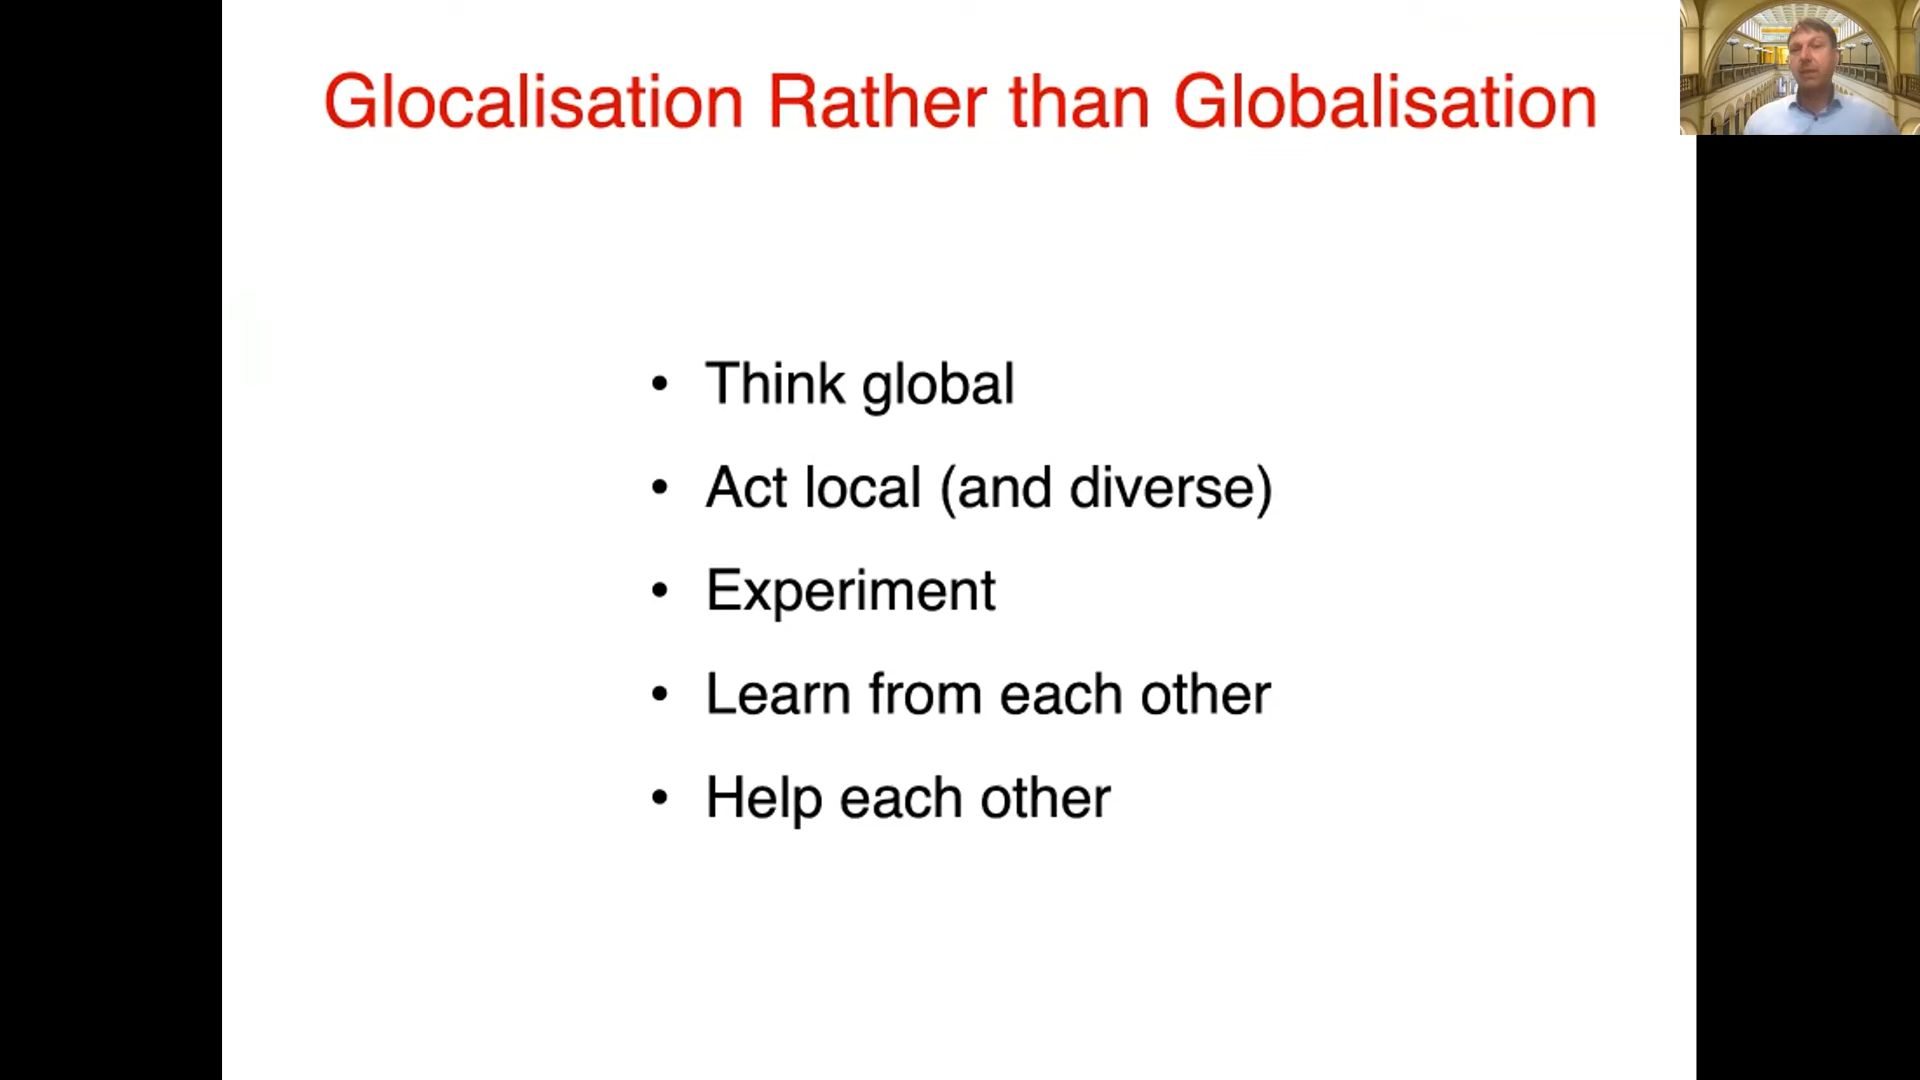 Glocalisation Rather than Globalisation
• Think global
• Act local (and diverse)
• Experiment
• Learn from each other
• Help each other